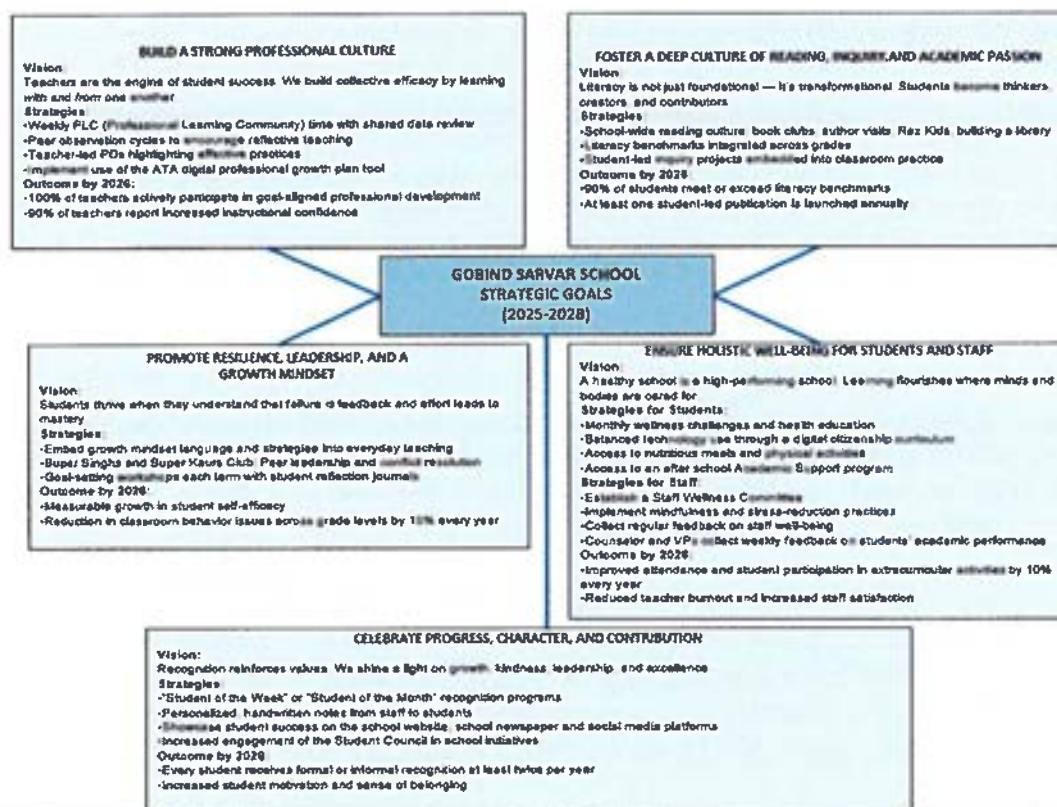 BUILD A STRONG PROFESSIONAL CULTURE
Vision:
Teachers are the engine of student success. We build collective efficacy by learning
with and from one another
Strategies:
•Weekly PLC (Professional Learning Community) time with shared data review
•Peer observation cycles to encourage reflective teaching
•Teacher-led PDs highlighting effective practices
•Implement use of the ATA digital professional growth plan tool
Outcome by 2026:
•100% of teachers actively participate in goal-aligned professional development
•90% of teachers report increased instructional confidence
FOSTER A DEEP CULTURE OF READING, INQUIRY, AND ACADEMIC PASSION
Vision:
Literacy is not just foundational — it's transformational. Students become thinkers,
creators, and contributors
Strategies:
•School-wide reading culture, book clubs, author visits, Raz Kids, building a library
•Literacy benchmarks integrated across grades
•Student-led inquiry projects embedded into classroom practice
Outcome by 2026:
•90% of students meet or exceed literacy benchmarks
•At least one student-led publication is launched annually
GOBIND SARVAR SCHOOL
STRATEGIC GOALS
(2025-2028)
PROMOTE RESILIENCE, LEADERSHIP, AND A
GROWTH MINDSET
Vision:
Students thrive when they understand that failure is feedback and effort leads to
mastery
Strategies:
•Embed growth mindset language and strategies into everyday teaching
•Super Singhs and Super Kaurs Club: Peer leadership and conflict resolution
•Goal-setting workshops each term with student reflection journals
Outcome by 2026:
•Measurable growth in student self-efficacy
•Reduction in classroom behavior issues across grade levels by every year
ENSURE HOLISTIC WELL-BEING FOR STUDENTS AND STAFF
Vision:
A healthy school is a high-performing school. Learning flourishes where minds and
bodies are cared for
Strategies for Students:
•Monthly wellness challenges and health education
•Balanced technology use through a digital citizenship curriculum
•Access to nutritious meals and physical activities
•Access to an after school Academic Support program
Strategies for Staff:
•Establish a Staff Wellness Committee
•Implement mindfulness and stress-reduction practices
•Collect regular feedback on staff well-being
•Counselor and VPs collect weekly feedback on students' academic performance
Outcome by 2026:
•Improved attendance and student participation in extracurricular activities by 10%
every year
•Reduced teacher burnout and increased staff satisfaction
CELEBRATE PROGRESS, CHARACTER, AND CONTRIBUTION
Vision:
Recognition reinforces values. We shine a light on growth, kindness, leadership, and excellence
Strategies:
•"Student of the Week" or "Student of the Month" recognition programs
•Personalized, handwritten notes from staff to students
•Showcase student success on the school website, school newspaper and social media platforms
•Increased engagement of the Student Council in school initiatives
Outcome by 2026:
•Every student receives formal or informal recognition at least twice per year
•Increased student motivation and sense of belonging